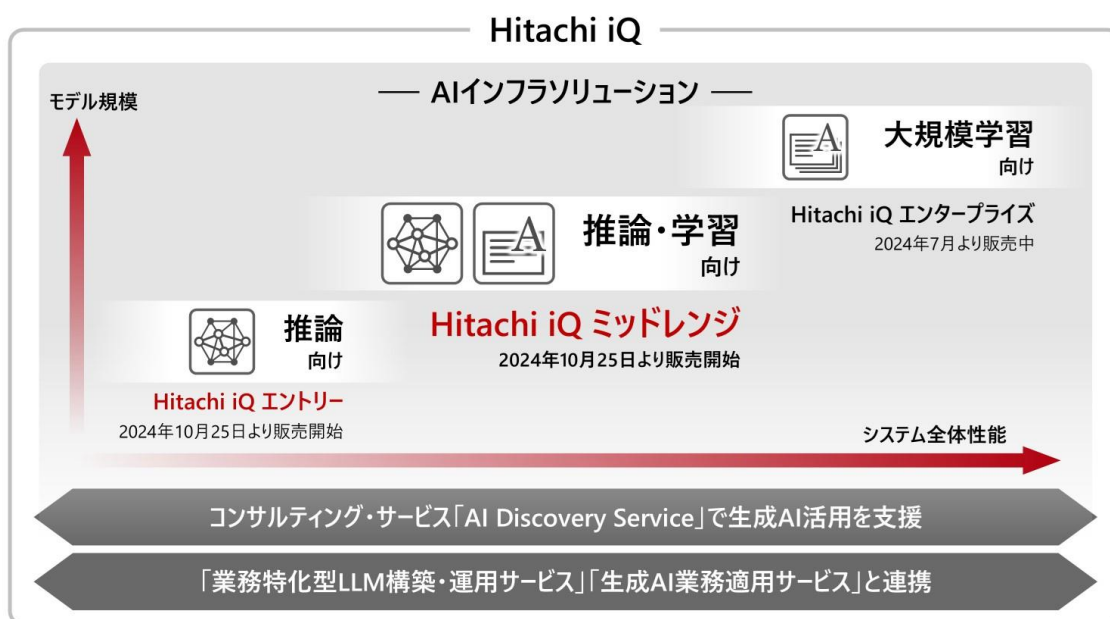 Hitachi iQ
AIインフラソリューション
モデル規模
大規模学習
向け
Hitachi iQ エンタープライズ
2024年7月より販売中
推論・学習
向け
Hitachi iQ ミッドレンジ
2024年10月25日より販売開始
推論
向け
Hitachi iQ エントリー
2024年10月25日より販売開始
システム全体性能
コンサルティング・サービス「AI Discovery Service」で生成AI活用を支援
「業務特化型LLM構築・運用サービス」「生成AI業務適用サービス」と連携